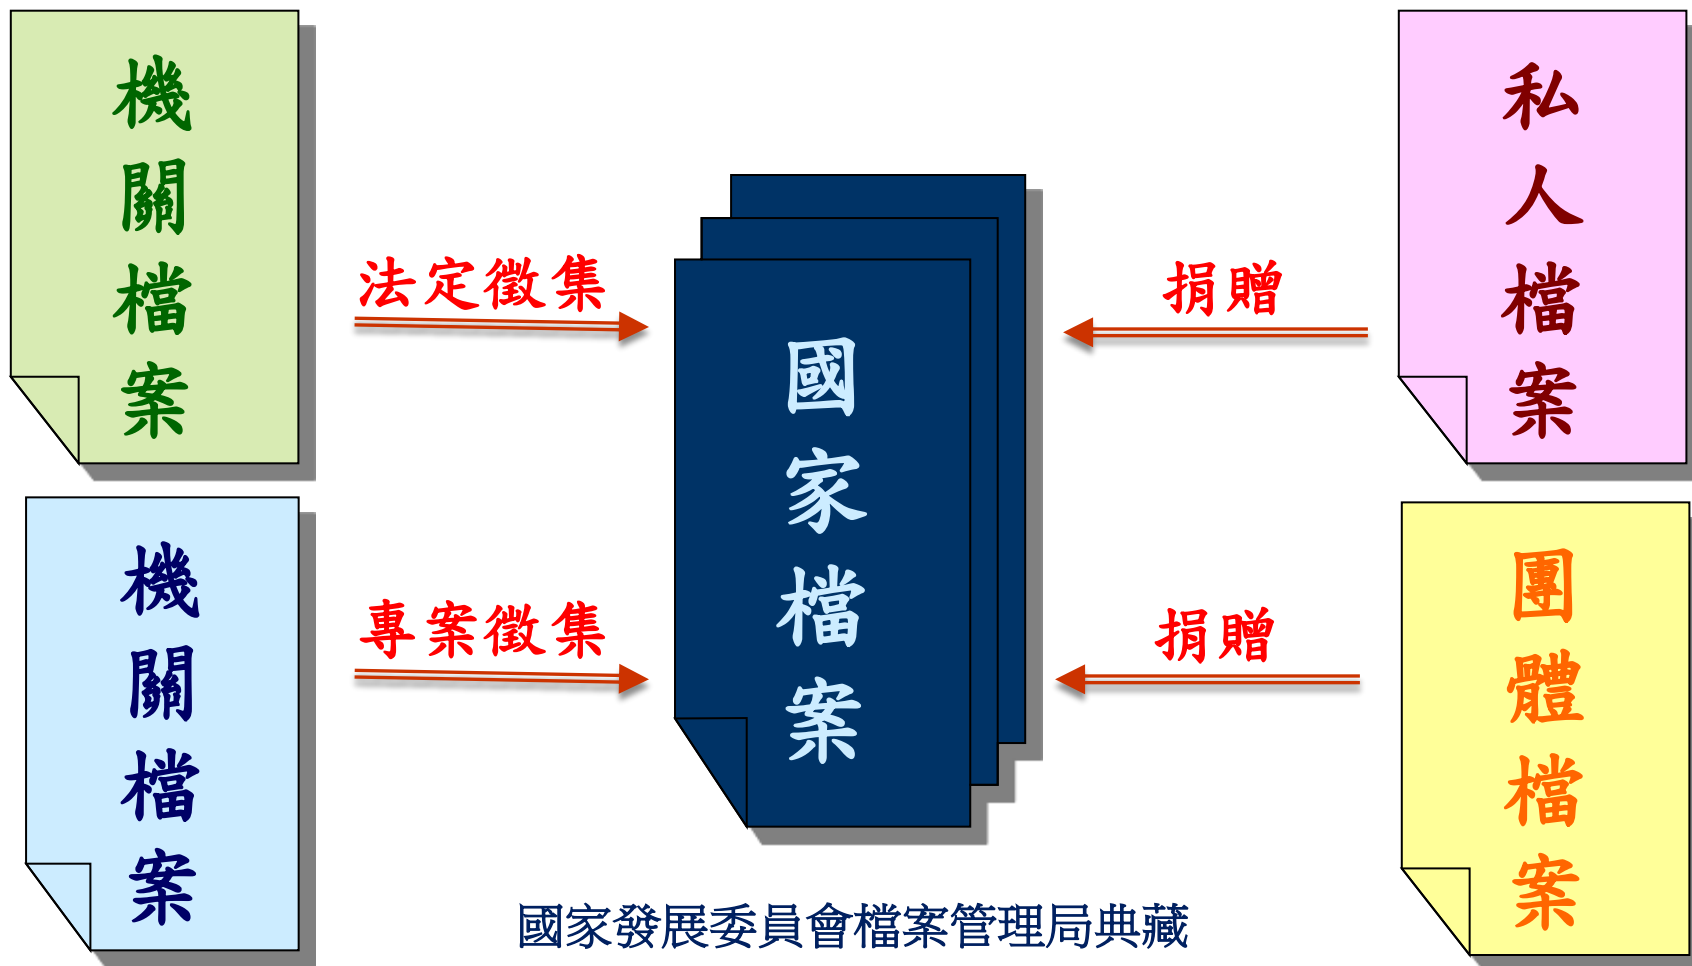 機關檔案
法定徵集
機關檔案
專案徵集
國家檔案
私人檔案
捐贈
團體檔案
捐贈
國家發展委員會檔案管理局典藏